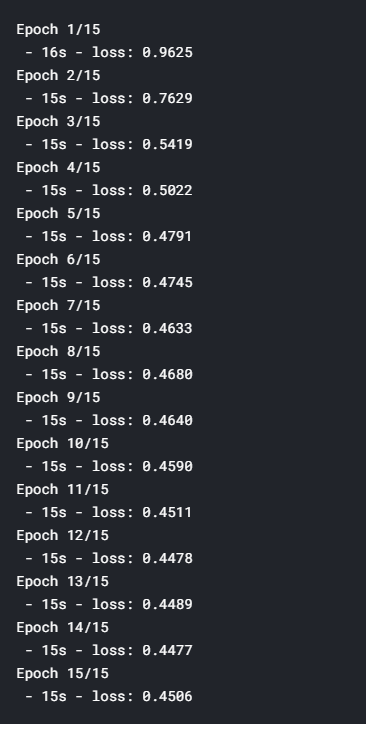 Epoch 1/15
- 16s - loss: 0.9625
Epoch 2/15
- 15s - loss: 0.7629
Epoch 3/15
- 15s - loss: 0.5419
Epoch 4/15
- 15s - loss: 0.5022
Epoch 5/15
- 15s - loss: 0.4791
Epoch 6/15
- 15s - loss: 0.4745
Epoch 7/15
- 15s - loss: 0.4633
Epoch 8/15
- 15s - loss: 0.4680
Epoch 9/15
- 15s - loss: 0.4640
Epoch 10/15
- 15s - loss: 0.4590
Epoch 11/15
- 15s - loss: 0.4511
Epoch 12/15
- 15s - loss: 0.4478
Epoch 13/15
- 15s - loss: 0.4489
Epoch 14/15
- 15s - loss: 0.4477
Epoch 15/15
- 15s - loss: 0.4506